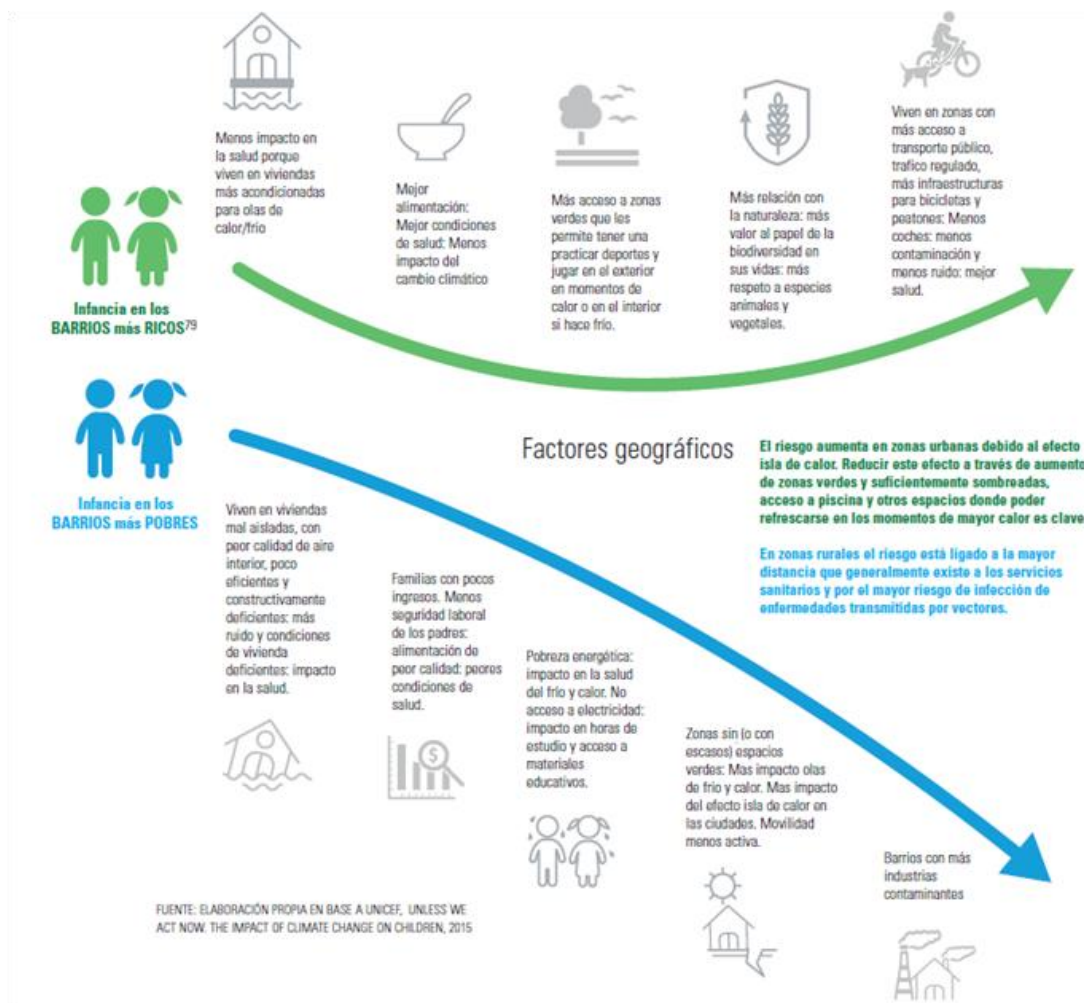 Menos impacto en
la salud porque
viven en viviendas
más acondicionadas
para olas de
calor/frio
Mejor
alimentación:
Mejor condiciones
de salud: Menos
impacto del
cambio climático
Más acceso a zonas
verdes que les
permite tener una
practicar deportes y
jugar en el exterior
en momentos de
calor o en el interior
si hace frío.
Más relación con
la naturaleza: más
valor al papel de la
biodiversidad en
sus vidas: más
respeto a especies
animales y
vegetales.
Viven en zonas con
más acceso a
transporte público,
trafico regulado,
más infraestructuras
para bicicletas y
peatones: Menos
coches: menos
contaminación y
menos ruido: mejor
salud.
Infancia en los
BARRIOS más RICOS79
Infancia en los
BARRIOS más POBRES
Factores geográficos
El riesgo aumenta en zonas urbanas debido al efecto
isla de calor. Reducir este efecto a través de aumento
de zonas verdes y suficientemente sombreadas,
acceso a piscina y otros espacios donde poder
refrescarse en los momentos de mayor calor es clave
En zonas rurales el riesgo está ligado a la mayor
distancia que generalmente existe a los servicios
sanitarios y por el mayor riesgo de infección de
enfermedades transmitidas por vectores.
Viven en viviendas
mal aisladas, con
peor calidad de aire
interior, poco
eficientes y
constructivamente
deficientes: más
ruido y condiciones
de vivienda
deficientes: impacto
en la salud.
Familias con pocos
ingresos. Menos
seguridad laboral
de los padres:
alimentación de
peor calidad: peores
condiciones de
salud.
$
Pobreza energética:
impacto en la salud
del frío y calor. No
acceso a electricidad:
impacto en horas de
estudio y acceso a
materiales
educativos.
Zonas sin (o con
escasos) espacios
verdes: Mas impacto olas
de frío y calor. Mas impacto
del efecto isla de calor en
las ciudades. Movilidad
menos activa.
Barrios con más
industrias
contaminantes
FUENTE: ELABORACIÓN PROPIA EN BASE A UNICEF, UNLESS WE
ACT NOW. THE IMPACT OF CLIMATE CHANGE ON CHILDREN, 2015